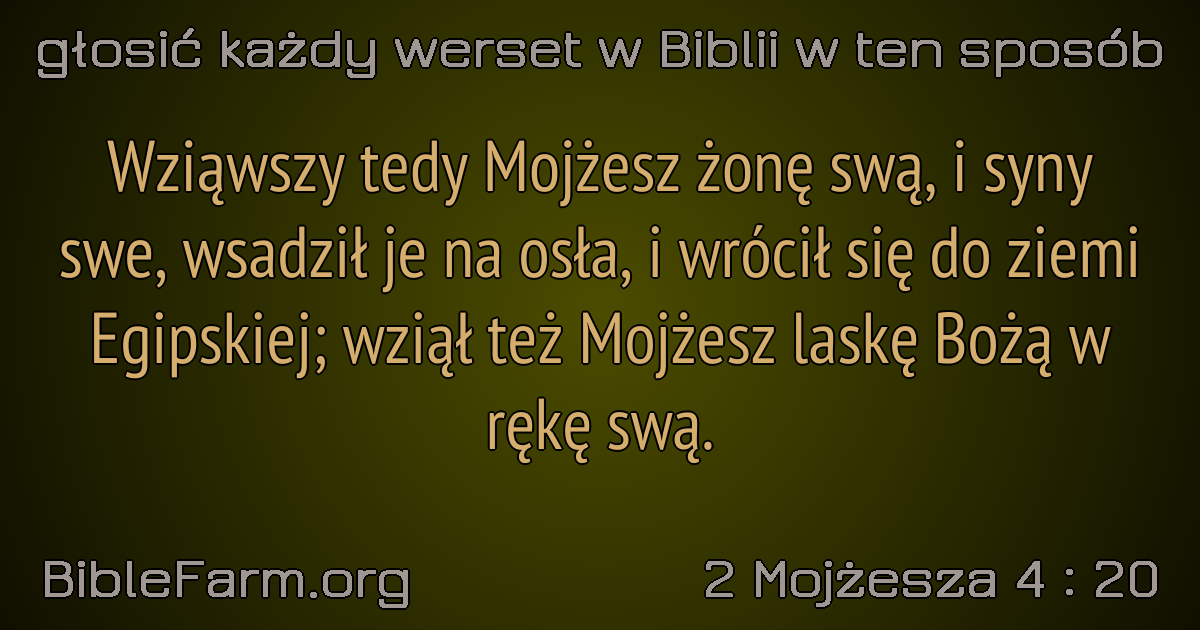 głosić każdy werset w Biblii w ten sposób
Wziąwszy tedy Mojżesz żonę swą, i syny
swe, wsadził je na osła, i wrócił się do ziemi
Egipskiej; wziął też Mojżesz laskę Bożą w
rękę swą.
BibleFarm.org
2 Mojżesza 4 : 20